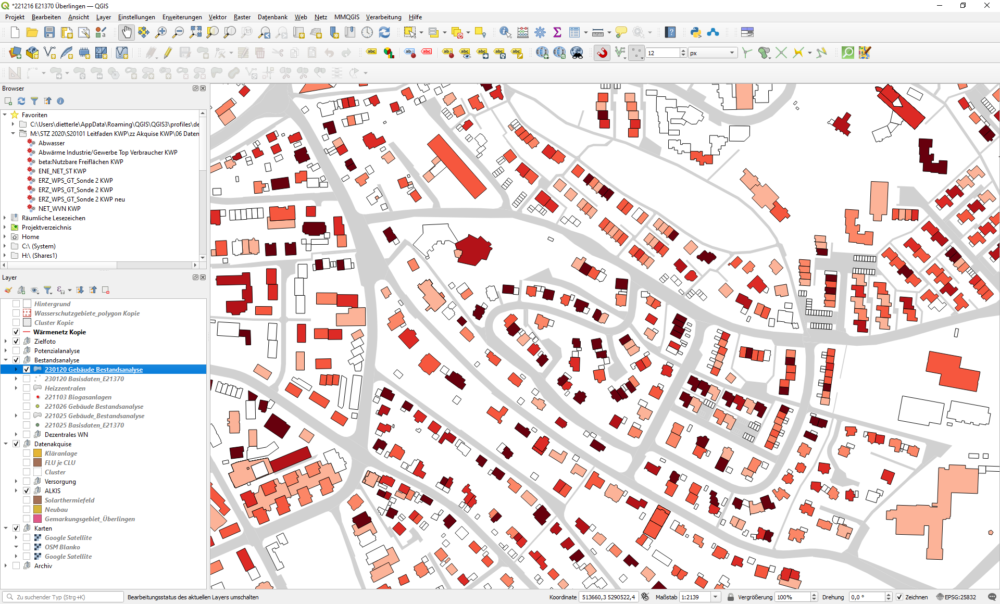 *221216 E21370 Überlingen — QGIS
Projekt Bearbeiten Ansicht Layer Einstellungen Erweiterungen Vektor Raster Datenbank Web Netz MMQGIS Verarbeitung Hilfe
12 px
Browser
Favoriten
C:\Users\dietterle\AppData\Roaming\QGIS\QGIS3\profiles\de
M:\STZ 2020\S20101 Leitfaden KWP\zz Akquise KWP\06 Daten
Abwasser
Abwärme Industrie/Gewerbe Top Verbraucher KWP
beta:Nutzbare Freiflächen KWP
ENE_NET_ST KWP
ERZ_WPS_GT_Sonde 2 KWP
ERZ_WPS_GT_Sonde 2 KWP
ERZ_WPS_GT_Sonde 2 KWP neu
NET_WVN KWP
Räumliche Lesezeichen
Projektverzeichnis
Home
C:\ (System)
H:\ (Shares1)
Layer
Hintergrund
Wasserschutzgebiete_polygon Kopie
Cluster Kopie
Wärmenetz Kopie
Zielfoto
Potenzialanalyse
Bestandsanalyse
230120 Gebäude Bestandsanalyse
230120 Basisdaten_E21370
Heizzentralen
221103 Biogasanlagen
221026 Gebäude Bestandsanalyse
221025 Gebäude_Bestandsanalyse
221025 Basisdaten_E21370
Dezentrales WN
Datenakquise
Kläranlage
FLU je CLU
Cluster
Versorgung
ALKIS
Solarthermiefeld
Neubau
Gemarkungsgebiet_Überlingen
Karten
Google Satellite
OSM Blanko
Google Satellite
Archiv
Zu suchender Typ (Strg+K) Bearbeitungsstatus des aktuellen Layers umschalten Koordinate 513660,3 5290522,4 Maßstab 1:2139 Vergrößerung 100% Drehung 0,0 ° Zeichnen EPSG:25832